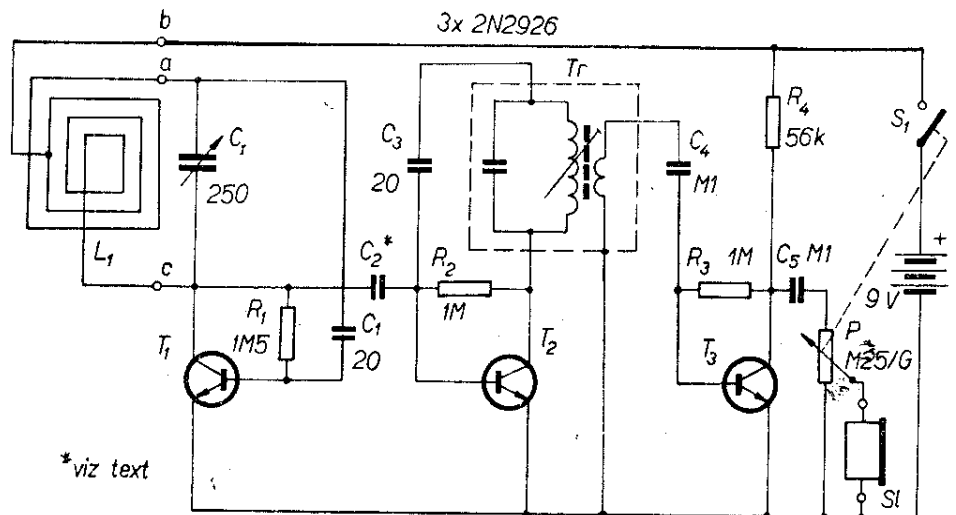 b
3x 2N2926
a
Tr
C₁
250
C₃
20
C₄
M1
R₄
56k
S₁
L₁
c
C₂*
R₂
1M
R₃ 1M
C₅ M1
+
9V
R₁
1M5
C₁
20
T₁
T₂
T₃
P
M25/G
*viz text
Sl